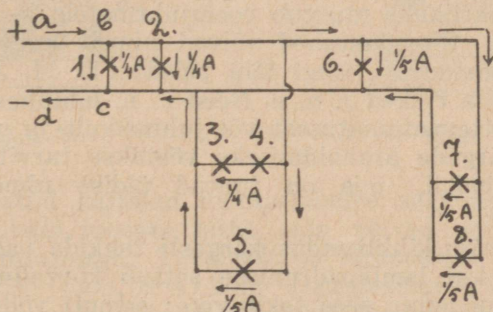 + a b 2.
1. ¼A ¼A 6. ⅕A
- d c
3. 4.
¼A
5.
⅕A
7.
⅕A
8.
⅕A